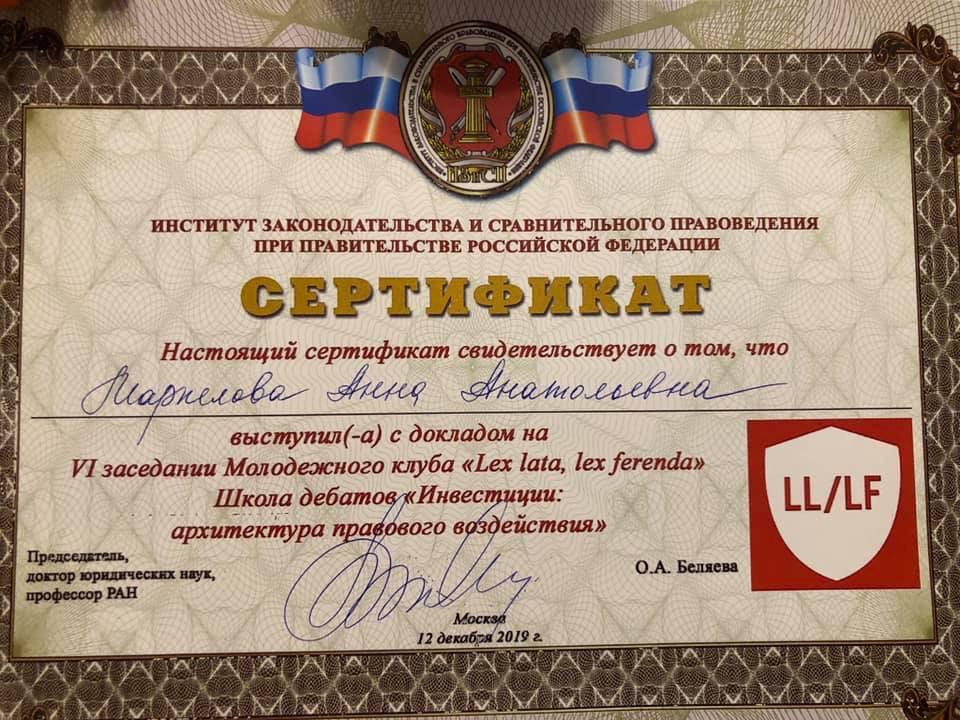 ИЗиСП
ИНСТИТУТ ЗАКОНОДАТЕЛЬСТВА И СРАВНИТЕЛЬНОГО ПРАВОВЕДЕНИЯ
ПРИ ПРАВИТЕЛЬСТВЕ РОССИЙСКОЙ ФЕДЕРАЦИИ
СЕРТИФИКАТ
Настоящий сертификат свидетельствует о том, что
Маркелова Анна Анатольевна
выступил(-а) с докладом на
VI заседании Молодежного клуба «Lex lata, lex ferenda»
Школа дебатов «Инвестиции:
архитектура правового воздействия»
LL/LF
Председатель,
доктор юридических наук,
профессор РАН
О.А. Беляева
Москва
12 декабря 2019 г.